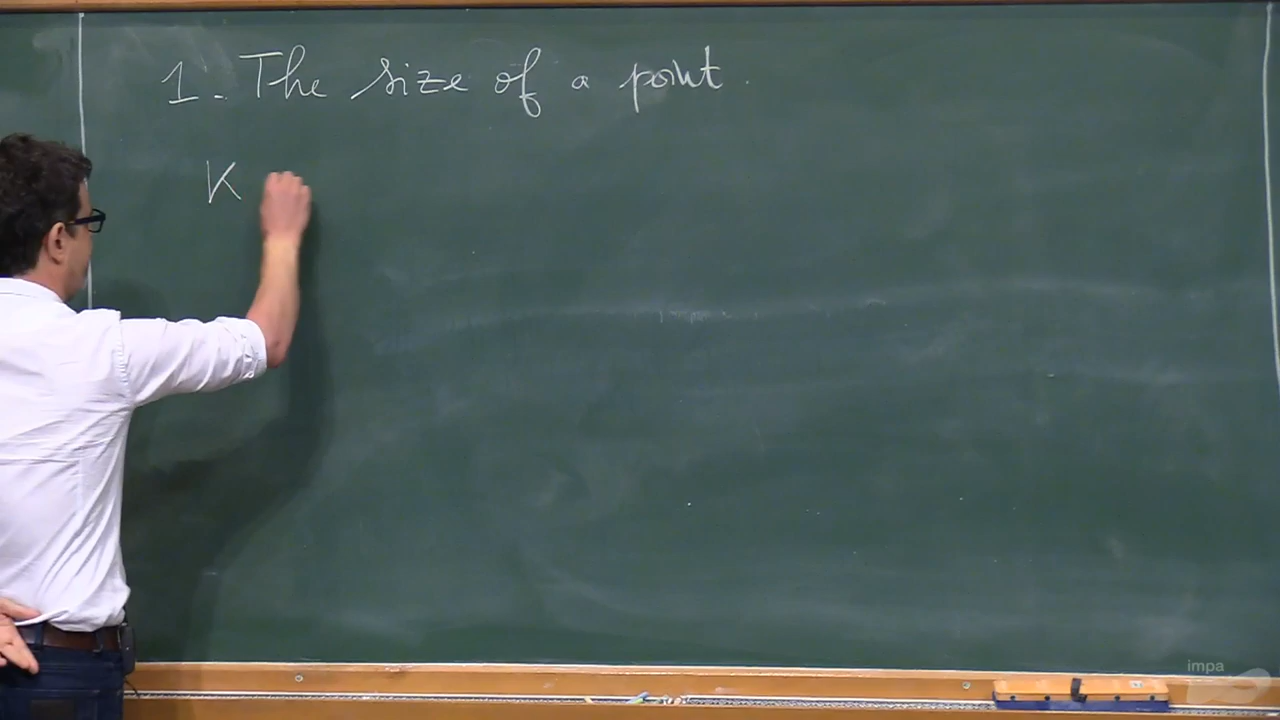 1. The size of a point.
K
impa